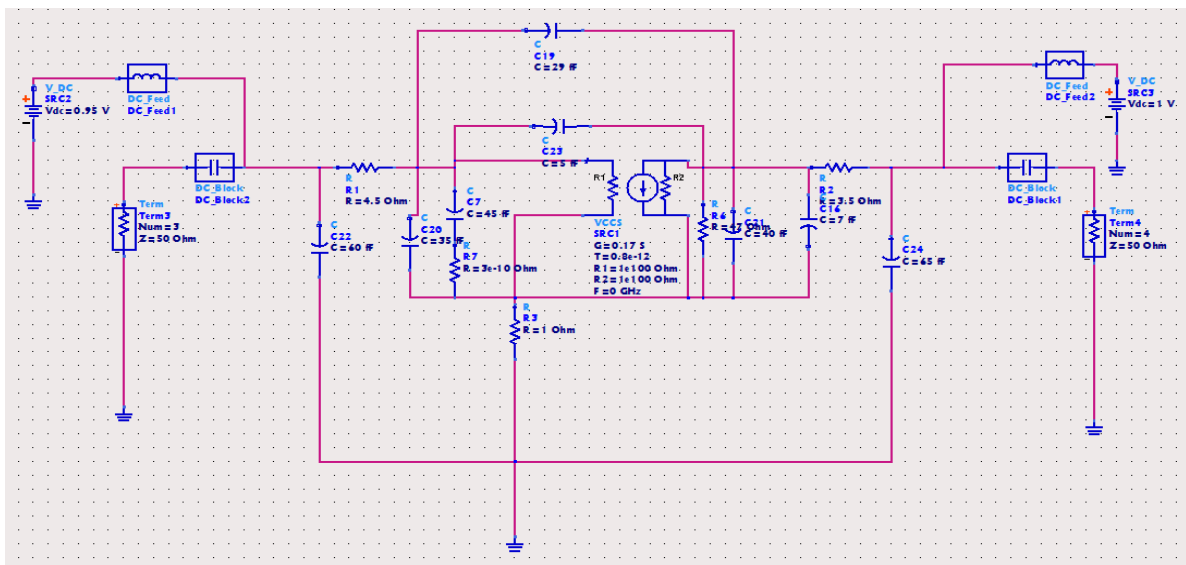 C
C19
C=29 fF
DC_Feed
DC_Feed1
V_DC
SRC2
Vdc=0.95 V
DC_Feed
DC_Feed2
V_DC
SRC3
Vdc=1 V
C
C23
C=5 fF
DC_Block
DC_Block2
R
R1
R=4.5 Ohm
R1
R2
R
R2
R=3.5 Ohm
DC_Block
DC_Block1
Term
Term3
Num=3
Z=50 Ohm
C
C22
C=60 fF
C
C20
C=35 fF
C
C7
C=45 fF
R
R7
R=3e-10 Ohm
VCCS
SRC1
G=0.17 S
T=0.8e-12
R1=1e100 Ohm
R2=1e100 Ohm
F=0 GHz
R
R6
Ohm
C
C21
C=40 fF
C16
C=7 fF
C
C24
C=65 fF
Term
Term4
Num=4
Z=50 Ohm
R
R3
R=1 Ohm